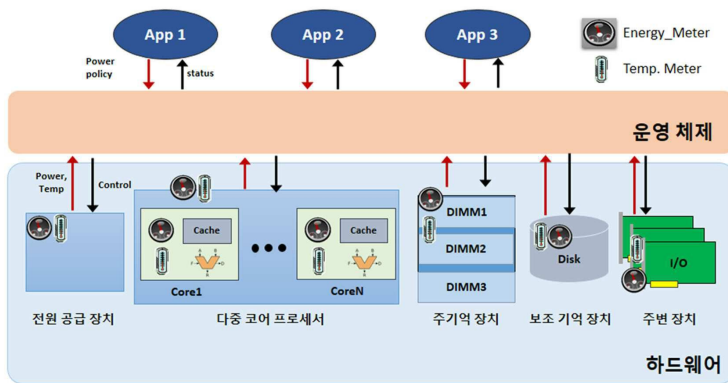 App 1
App 2
App 3
Energy_Meter
Temp. Meter
Power
policy
status
운영 체제
Power,
Temp
Control
Cache
Cache
Core1
CoreN
DIMM1
DIMM2
DIMM3
Disk
I/O
전원 공급 장치
다중 코어 프로세서
주기억 장치
보조 기억 장치
주변 장치
하드웨어